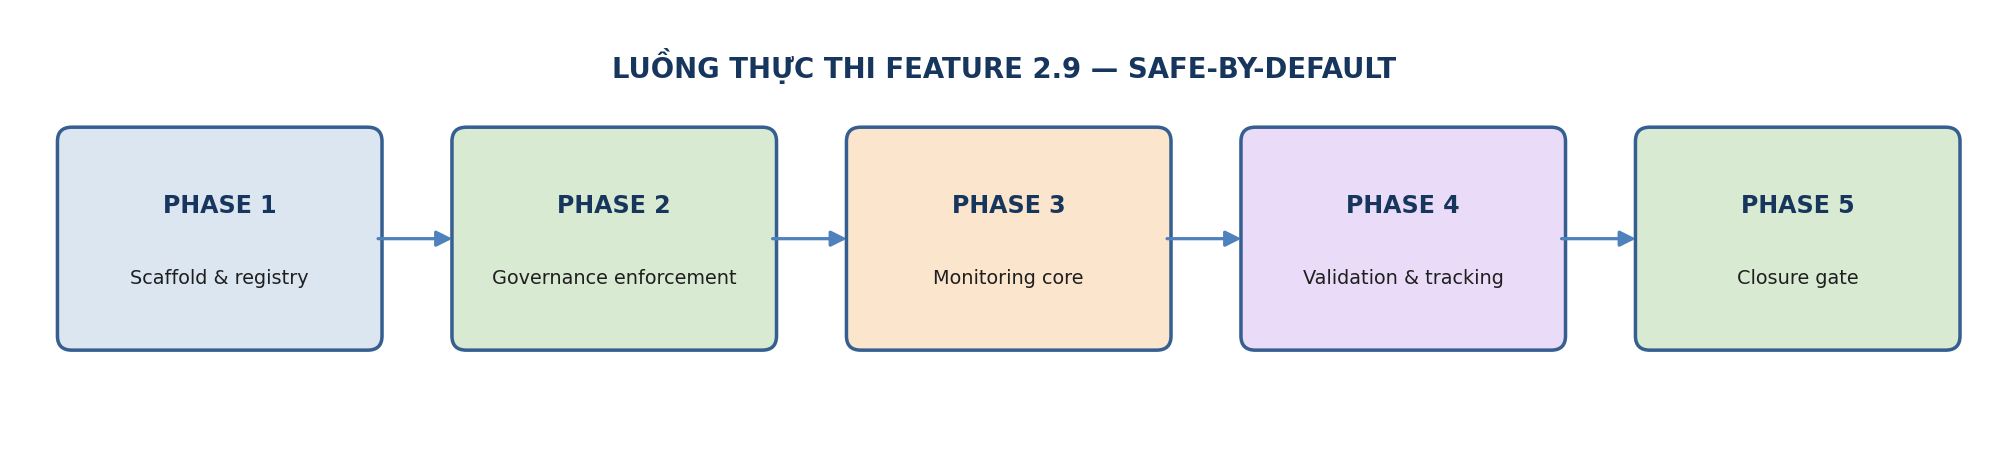 LUỒNG THỰC THI FEATURE 2.9 — SAFE-BY-DEFAULT
PHASE 1
Scaffold & registry
PHASE 2
Governance enforcement
PHASE 3
Monitoring core
PHASE 4
Validation & tracking
PHASE 5
Closure gate